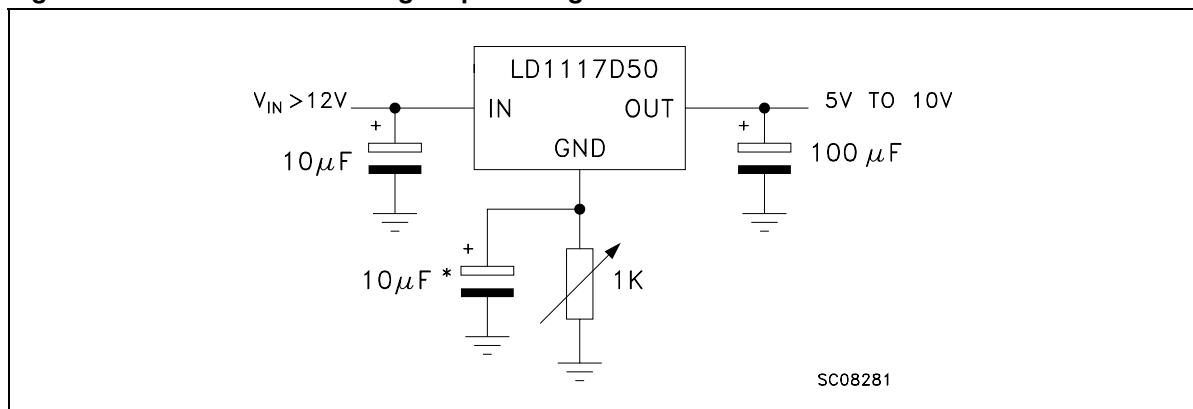 LD1117D50
V_IN >12V
IN
OUT
5V TO 10V
GND
+
10μF
+
100 μF
+
10μF *
1K
SC08281